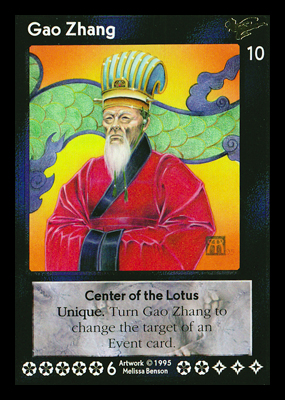 Gao Zhang
10
Center of the Lotus
Unique. Turn Gao Zhang to
change the target of an
Event card.
6 Artwork © 1995
Melissa Benson